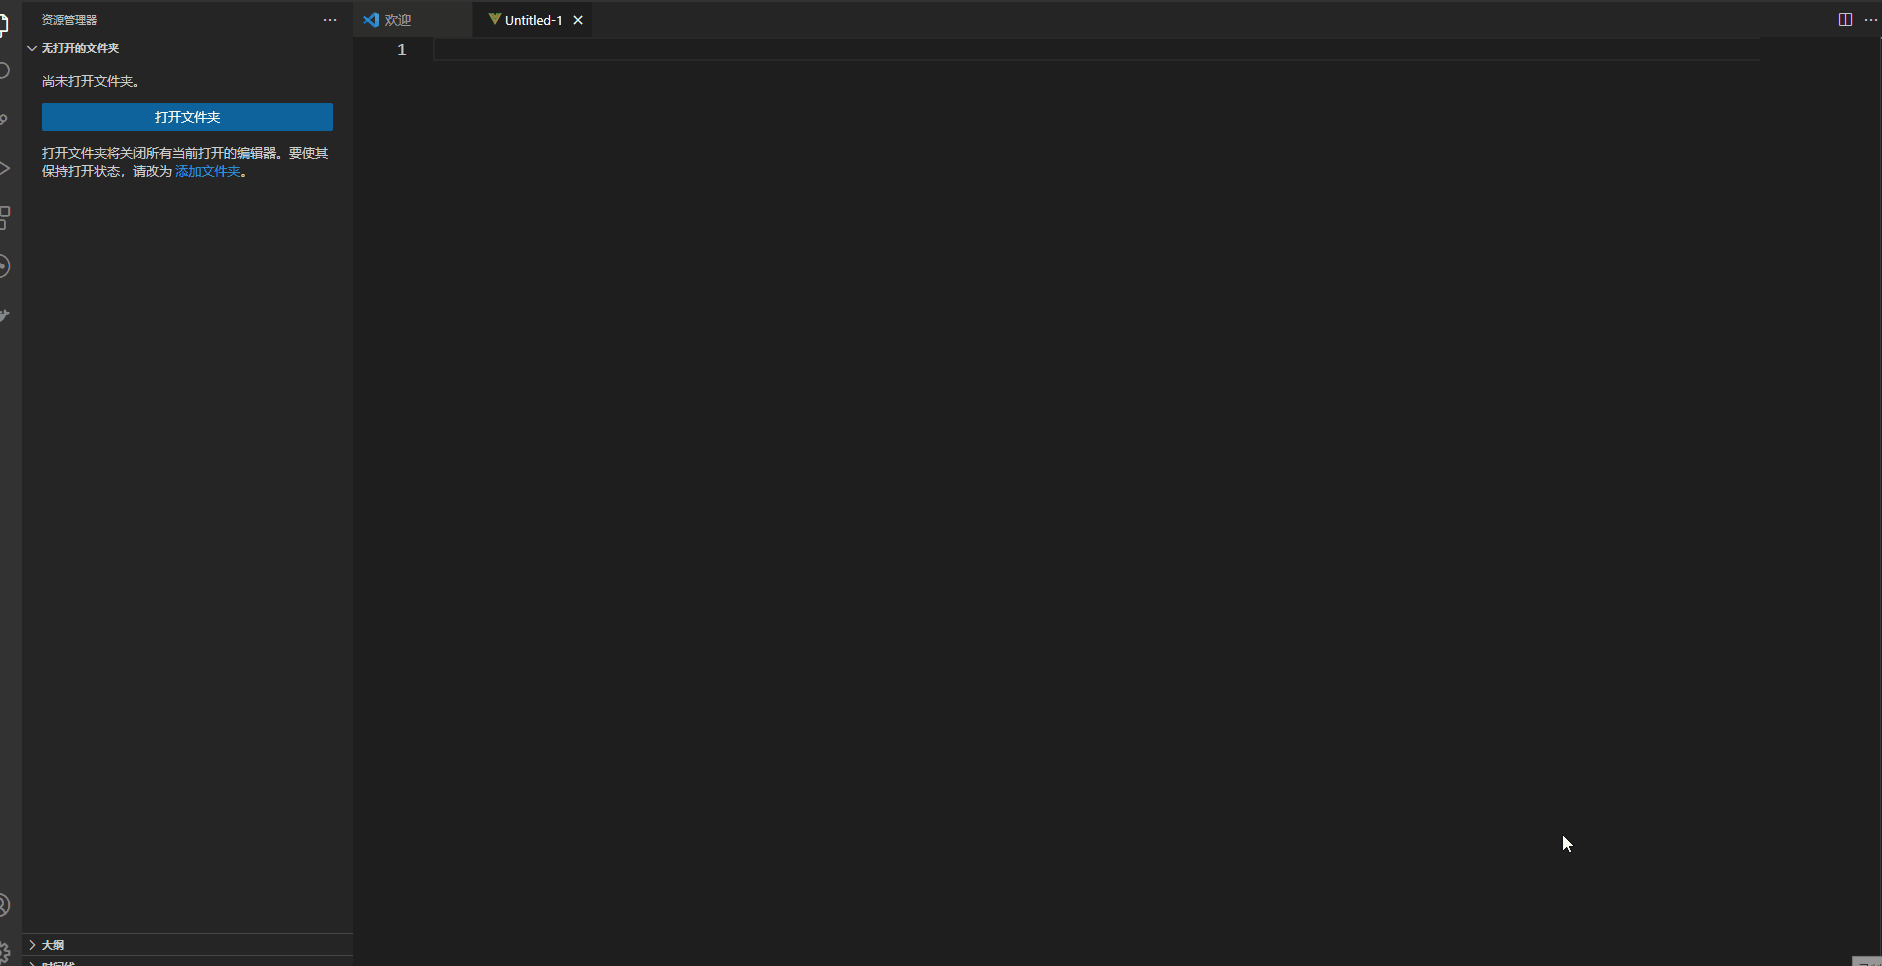 资源管理器
欢迎
Untitled-1
无打开的文件夹
1
尚未打开文件夹。
打开文件夹
打开文件夹将关闭所有当前打开的编辑器。要使其
保持打开状态，请改为 添加文件夹。
大纲
时间线